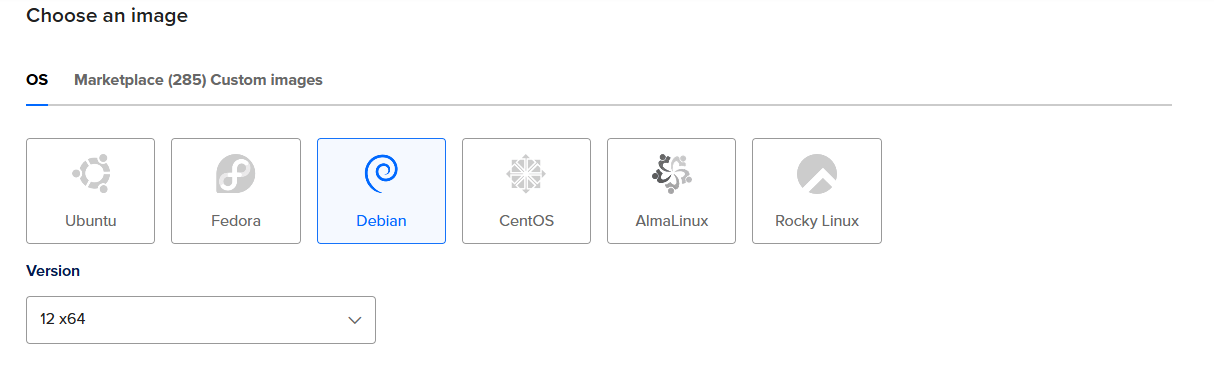 Choose an image
OS Marketplace (285) Custom images
Ubuntu Fedora Debian CentOS AlmaLinux Rocky Linux
Version
12 x64